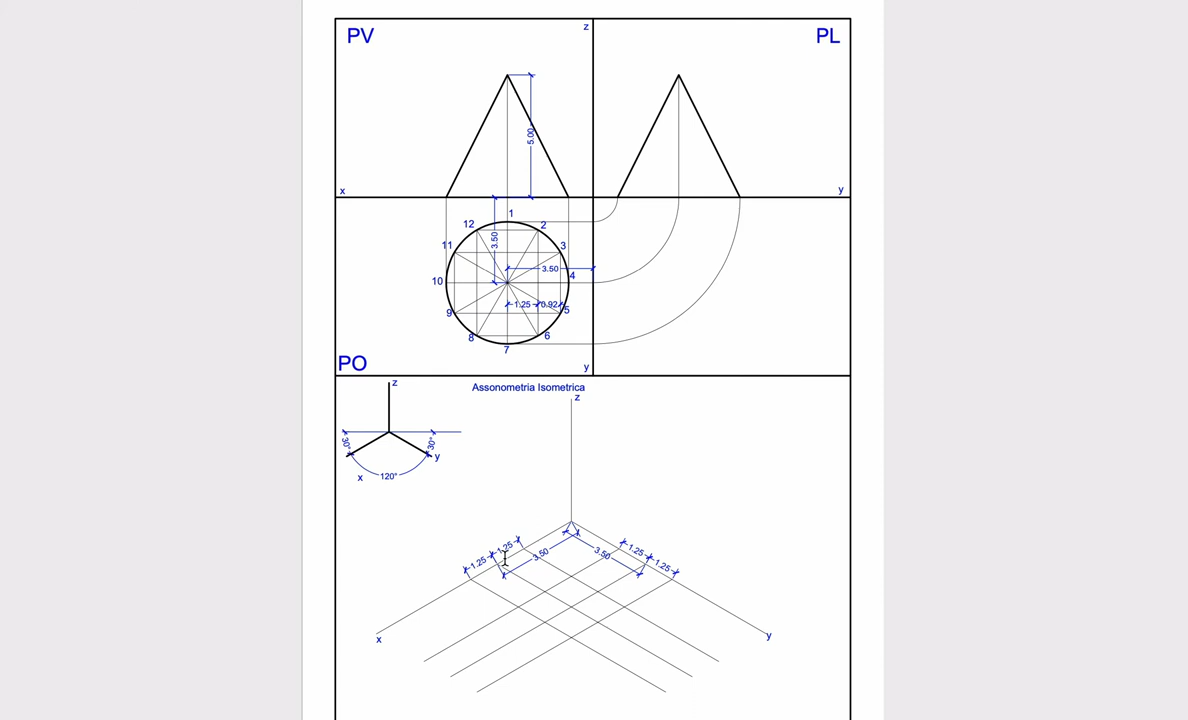 PV
z
PL
5.00
x
y
1
12
2
3.50
11
3
3.50
10
4
1.25
0.92
9
5
8
6
7
PO
y
z
Assonometria Isometrica
z
30°
30°
y
x
120°
1.25
1.25
3.50
3.50
1.25
1.25
x
y